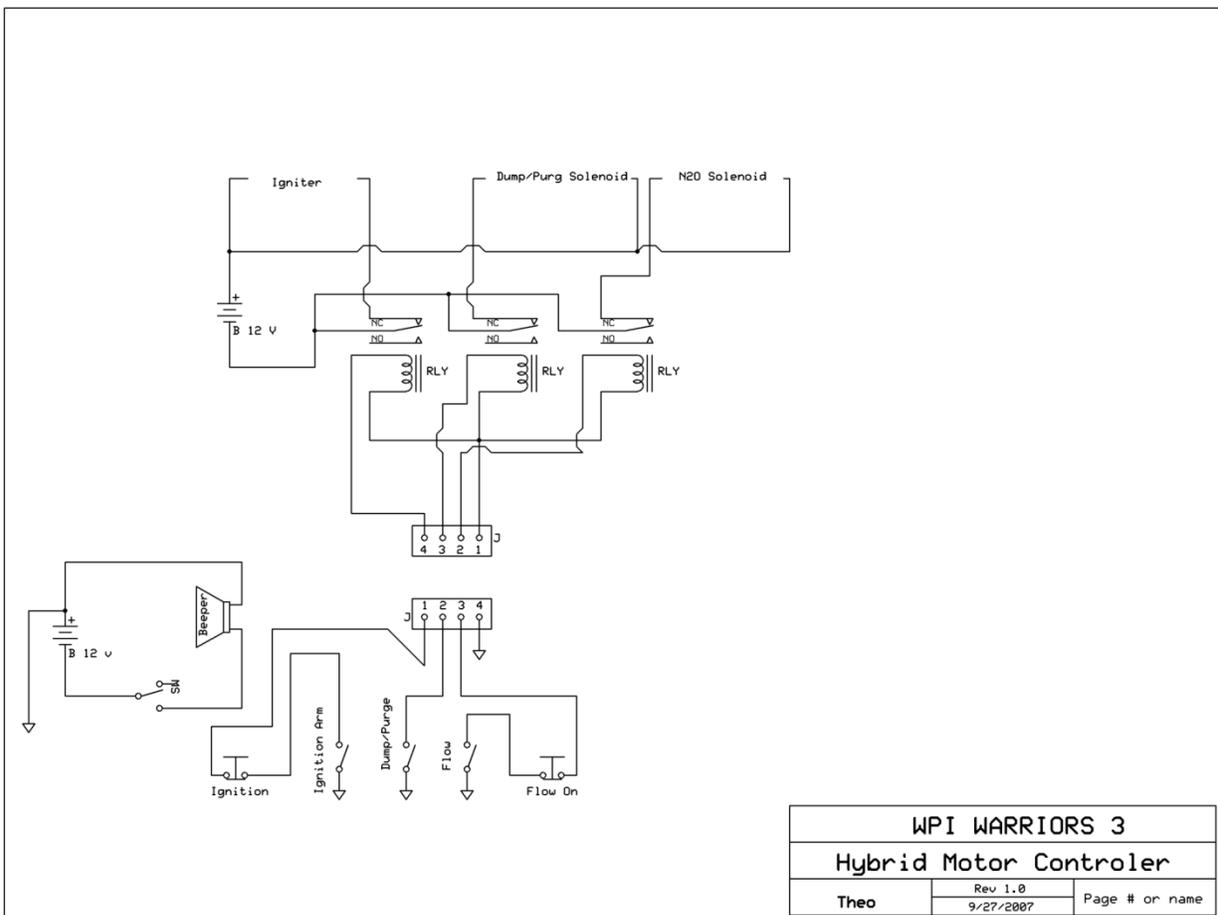 Igniter
Dump/Purg Solenoid
N2O Solenoid
+
B 12 V
NC
NO
NC
NO
NC
NO
RLY
RLY
RLY
J
4 3 2 1
1 2 3 4
J
Beeper
+
B 12 v
SW
Ignition Arm
Dump/Purge
Flow
Ignition
Flow On
WPI WARRIORS 3
Hybrid Motor Controler
Theo
Rev 1.0
9/27/2007
Page # or name